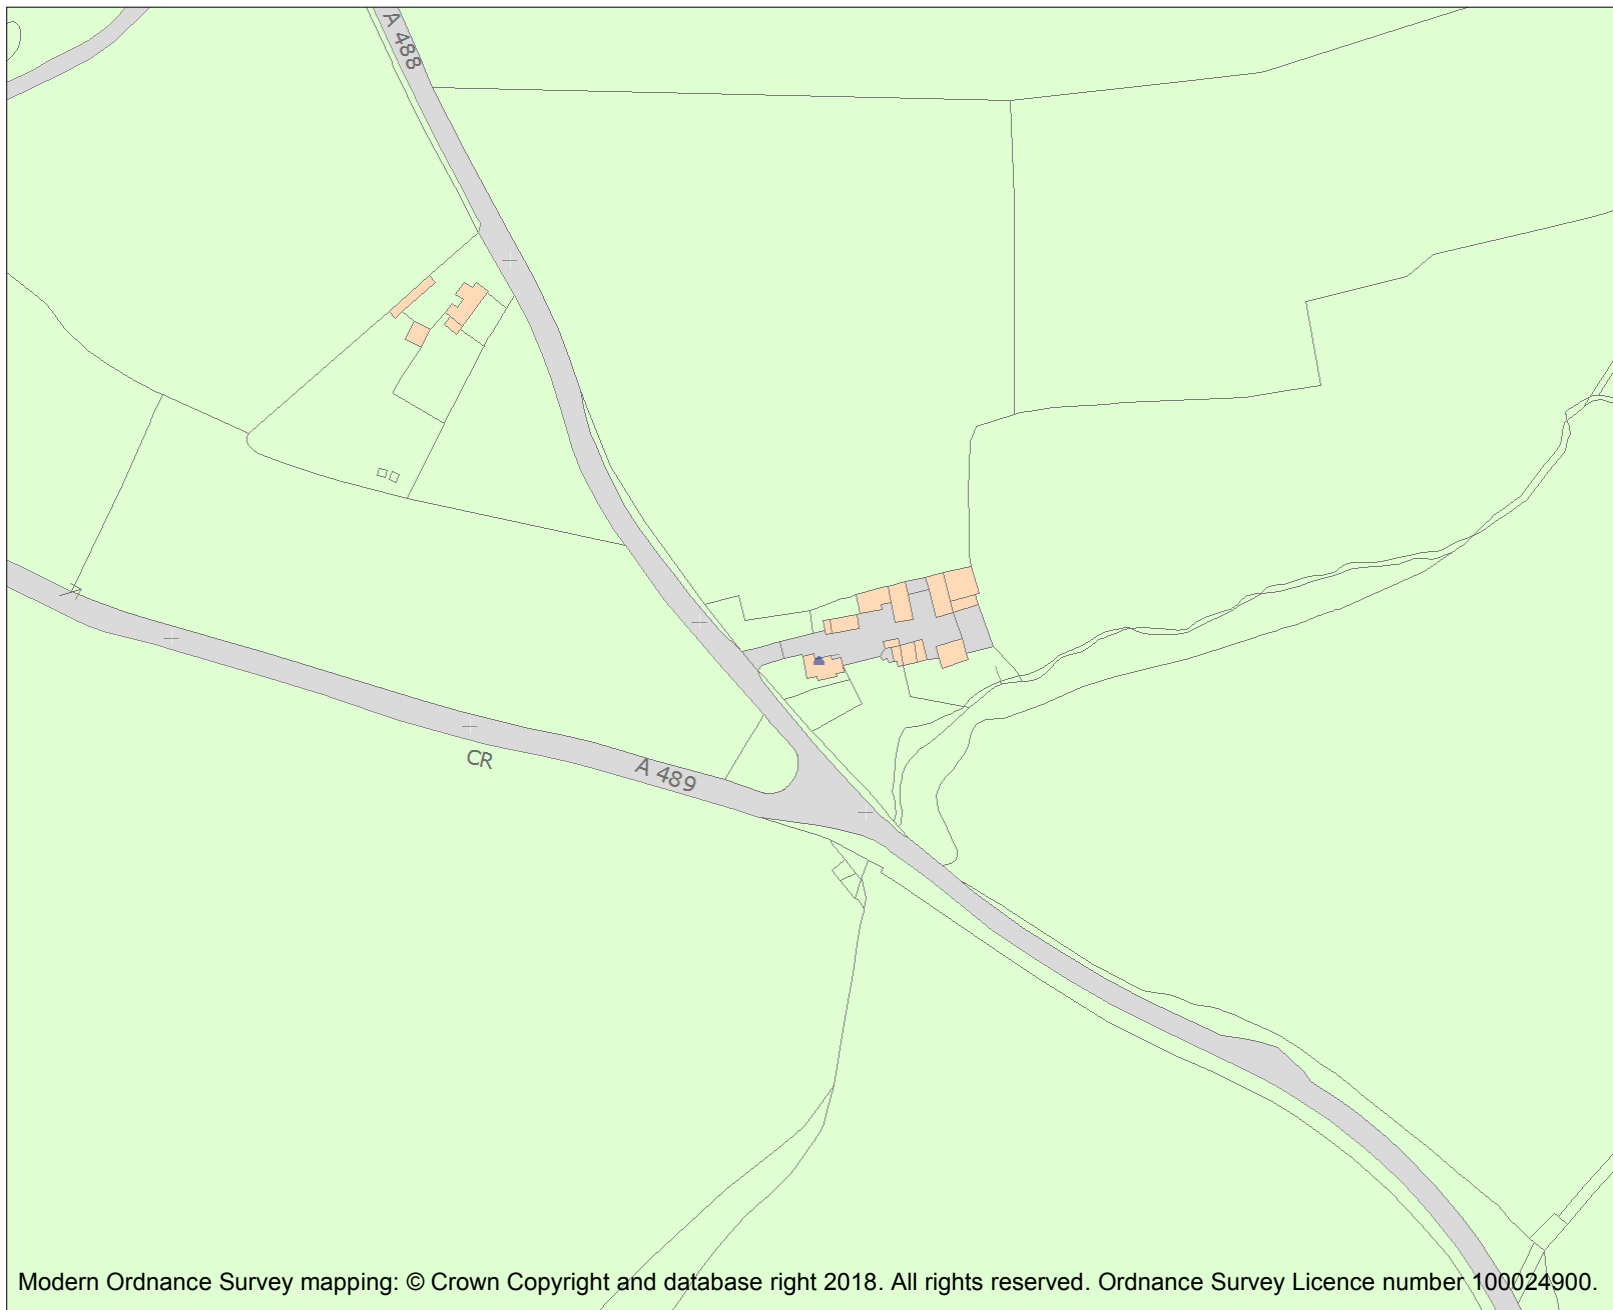 A 488
CR
A 489
Modern Ordnance Survey mapping: © Crown Copyright and database right 2018. All rights reserved. Ordnance Survey Licence number 100024900.